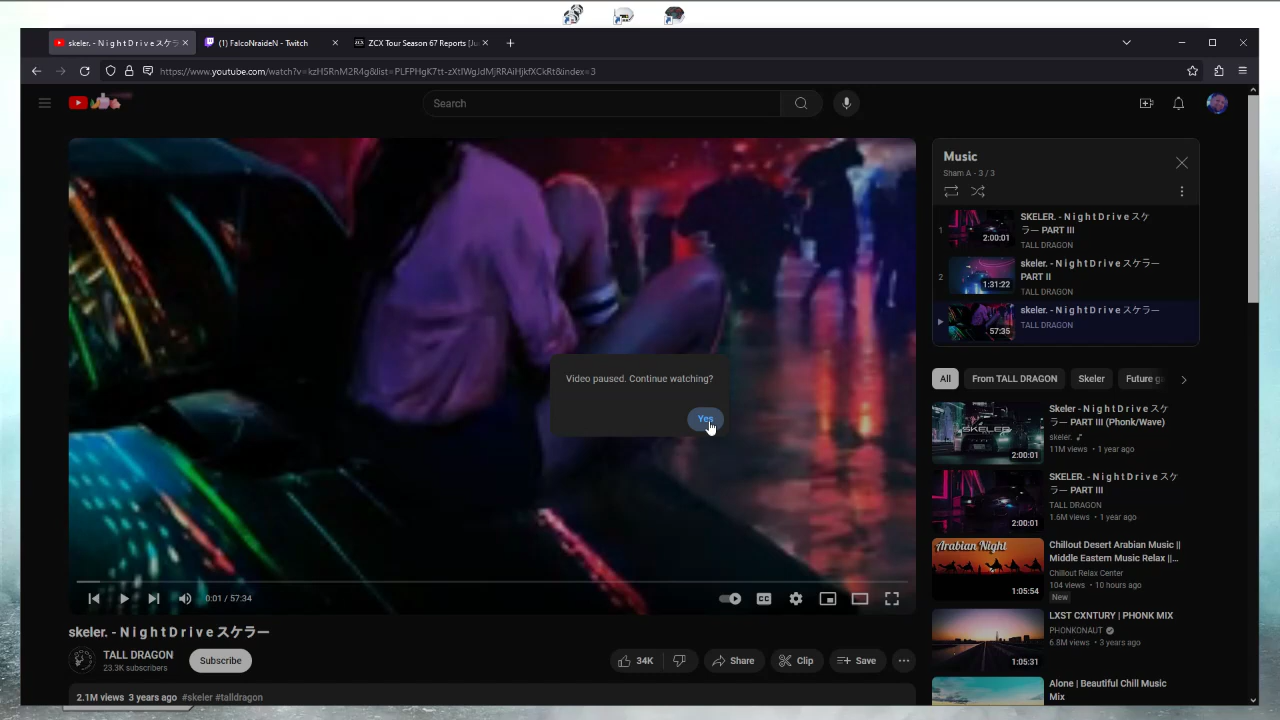 skeler. - N i g h t D r i v e スケラ
(1) FalcoNraideN - Twitch
ZCX Tour Season 67 Reports [Ju
https://www.youtube.com/watch?v=kzH5RnM2R4g&list=PLFPHgK7tt-zXtIWgJdMjRRAiHjkfXCkRt&index=3
Search
Music
Sham A - 3 / 3
1
SKELER. - N i g h t D r i v e スケ
ラー PART III
TALL DRAGON
2:00:01
2
skeler. - N i g h t D r i v e スケラー
PART II
TALL DRAGON
1:31:22
skeler. - N i g h t D r i v e スケラー
TALL DRAGON
57:35
Video paused. Continue watching?
Yes
All
From TALL DRAGON
Skeler
Future ga
Skeler - N i g h t D r i v e スケ
ラー PART III (Phonk/Wave)
skeler.
11M views • 1 year ago
SKELER
2:00:01
SKELER. - N i g h t D r i v e スケ
ラー PART III
TALL DRAGON
1.6M views • 1 year ago
2:00:01
Arabian Night
Chillout Desert Arabian Music ||
Middle Eastern Music Relax ||...
Chillout Relax Center
104 views • 10 hours ago
New
1:05:54
LXST CXNTURY | PHONK MIX
PHONKONAUT
6.8M views • 3 years ago
1:05:31
Alone | Beautiful Chill Music
Mix
0:01 / 57:34
CC
skeler. - N i g h t D r i v e スケラー
TALL DRAGON
23.3K subscribers
Subscribe
34K
Share
Clip
Save
2.1M views 3 years ago #skeler #talldragon